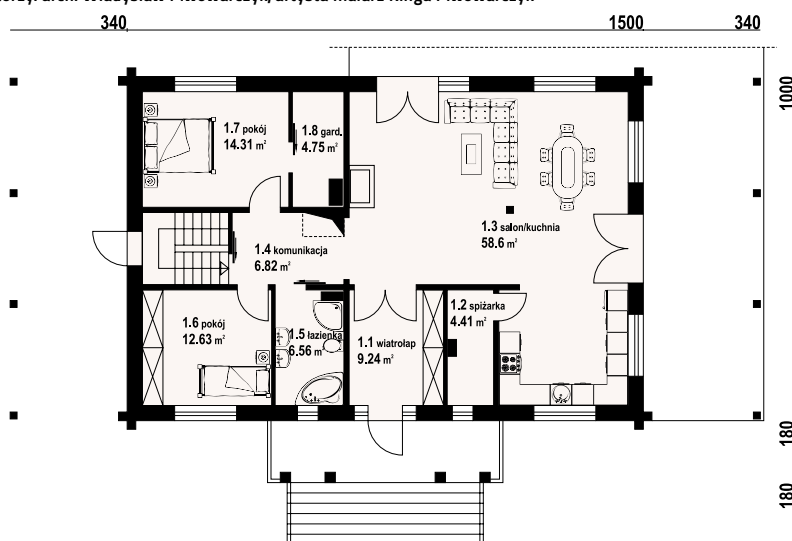 340
1500
340
1000
1.7 pokój
14.31 m²
1.8 gard.
4.75 m²
1.3 salon/kuchnia
58.6 m²
1.4 komunikacja
6.82 m²
1.6 pokój
12.63 m²
1.5 łazienka
6.56 m²
1.1 wiatrołap
9.24 m²
1.2 spiżarka
4.41 m²
180
180